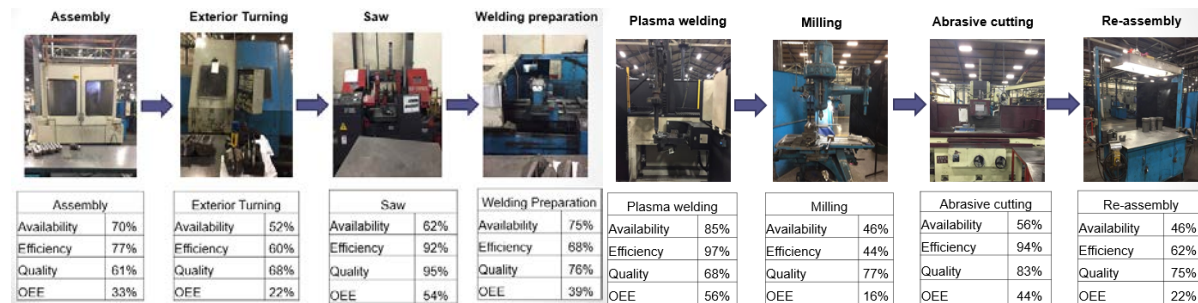 Assembly
Exterior Turning
Saw
Welding preparation
Plasma welding
Milling
Abrasive cutting
Re-assembly
Assembly
Availability 70%
Efficiency 77%
Quality 61%
OEE 33%
Exterior Turning
Availability 52%
Efficiency 60%
Quality 68%
OEE 22%
Saw
Availability 62%
Efficiency 92%
Quality 95%
OEE 54%
Welding Preparation
Availability 75%
Efficiency 68%
Quality 76%
OEE 39%
Plasma welding
Availability 85%
Efficiency 97%
Quality 68%
OEE 56%
Milling
Availability 46%
Efficiency 44%
Quality 77%
OEE 16%
Abrasive cutting
Availability 56%
Efficiency 94%
Quality 83%
OEE 44%
Re-assembly
Availability 46%
Efficiency 62%
Quality 75%
OEE 22%